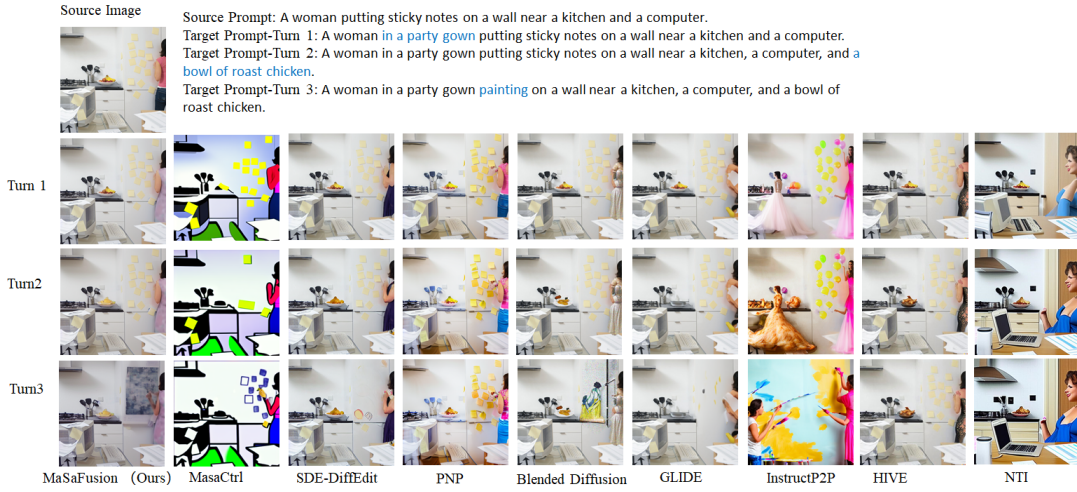 Source Image
Source Prompt: A woman putting sticky notes on a wall near a kitchen and a computer.
Target Prompt-Turn 1: A woman in a party gown putting sticky notes on a wall near a kitchen and a computer.
Target Prompt-Turn 2: A woman in a party gown putting sticky notes on a wall near a kitchen, a computer, and a
bowl of roast chicken.
Target Prompt-Turn 3: A woman in a party gown painting on a wall near a kitchen, a computer, and a bowl of
roast chicken.
Turn 1
Turn2
Turn3
MaSaFusion （Ours） MasaCtrl SDE-DiffEdit PNP Blended Diffusion GLIDE InstructP2P HIVE NTI